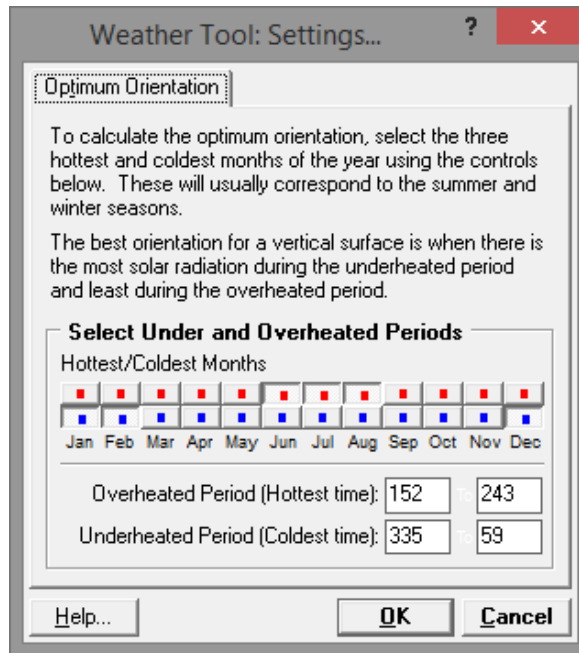 Weather Tool: Settings...
?
×
Optimum Orientation
To calculate the optimum orientation, select the three
hottest and coldest months of the year using the controls
below. These will usually correspond to the summer and
winter seasons.
The best orientation for a vertical surface is when there is
the most solar radiation during the underheated period
and least during the overheated period.
Select Under and Overheated Periods
Hottest/Coldest Months
Jan Feb Mar Apr May Jun Jul Aug Sep Oct Nov Dec
Overheated Period (Hottest time): 152 To 243
Underheated Period (Coldest time): 335 To 59
Help... OK Cancel